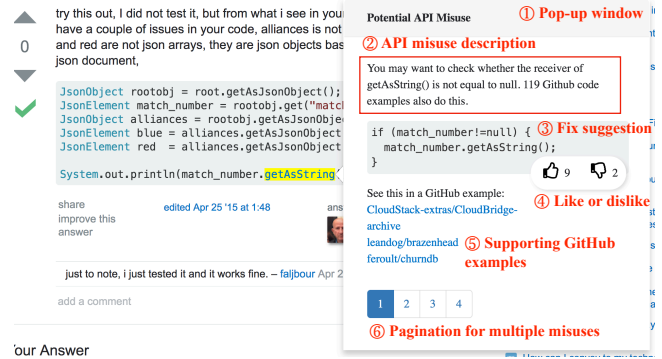 try this out, I did not test it, but from what i see in your
have a couple of issues in your code, alliances is not
and red are not json arrays, they are json objects bas
json document,
0
JsonObject rootobj = root.getAsJsonObject();
JsonElement match_number = rootobj.get("match
JsonObject alliances = rootobj.getAsJsonObje
JsonElement blue = alliances.getAsJsonObject
JsonElement red = alliances.getAsJsonObject
System.out.println(match_number.getAsString
share
improve this
answer
edited Apr 25 '15 at 1:48
ans
just to note, i just tested it and it works fine. – faljbour Apr 2
add a comment
our Answer
Potential API Misuse
① Pop-up window
② API misuse description
You may want to check whether the receiver of
getAsString() is not equal to null. 119 Github code
examples also do this.
if (match_number!=null) {
match_number.getAsString();
}
③ Fix suggestion
9
2
④ Like or dislike
See this in a GitHub example:
CloudStack-extras/CloudBridge-
archive
leandog/brazenhead
feroult/churndb
⑤ Supporting GitHub
examples
1 2 3 4
⑥ Pagination for multiple misuses